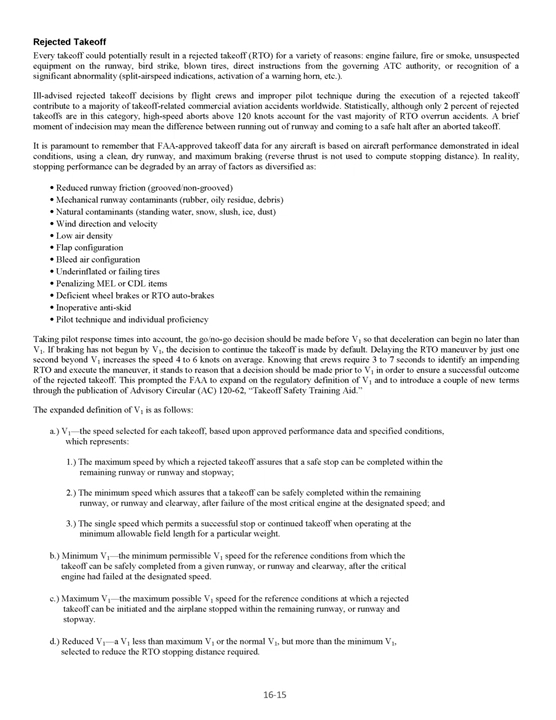 Rejected Takeoff
Every takeoff could potentially result in a rejected takeoff (RTO) for a variety of reasons: engine failure, fire or smoke, unsuspected
equipment on the runway, bird strike, blown tires, direct instructions from the governing ATC authority, or recognition of a
significant abnormality (split-airspeed indications, activation of a warning horn, etc.).
Ill-advised rejected takeoff decisions by flight crews and improper pilot technique during the execution of a rejected takeoff
contribute to a majority of takeoff-related commercial aviation accidents worldwide. Statistically, although only 2 percent of rejected
takeoffs are in this category, high-speed aborts above 120 knots account for the vast majority of RTO overrun accidents. A brief
moment of indecision may mean the difference between running out of runway and coming to a safe halt after an aborted takeoff.
It is paramount to remember that FAA-approved takeoff data for any aircraft is based on aircraft performance demonstrated in ideal
conditions, using a clean, dry runway, and maximum braking (reverse thrust is not used to compute stopping distance). In reality,
stopping performance can be degraded by an array of factors as diversified as:
• Reduced runway friction (grooved/non-grooved)
• Mechanical runway contaminants (rubber, oily residue, debris)
• Natural contaminants (standing water, snow, slush, ice, dust)
• Wind direction and velocity
• Low air density
• Flap configuration
• Bleed air configuration
• Underinflated or failing tires
• Penalizing MEL or CDL items
• Deficient wheel brakes or RTO auto-brakes
• Inoperative anti-skid
• Pilot technique and individual proficiency
Taking pilot response times into account, the go/no-go decision should be made before V1 so that deceleration can begin no later than
V1. If braking has not begun by V1, the decision to continue the takeoff is made by default. Delaying the RTO maneuver by just one
second beyond V1 increases the speed 4 to 6 knots on average. Knowing that crews require 3 to 7 seconds to identify an impending
RTO and execute the maneuver, it stands to reason that a decision should be made prior to V1 in order to ensure a successful outcome
of the rejected takeoff. This prompted the FAA to expand on the regulatory definition of V1 and to introduce a couple of new terms
through the publication of Advisory Circular (AC) 120-62, “Takeoff Safety Training Aid.”
The expanded definition of V1 is as follows:
a.) V1—the speed selected for each takeoff, based upon approved performance data and specified conditions,
which represents:
1.) The maximum speed by which a rejected takeoff assures that a safe stop can be completed within the
remaining runway or runway and stopway;
2.) The minimum speed which assures that a takeoff can be safely completed within the remaining
runway, or runway and clearway, after failure of the most critical engine at the designated speed; and
3.) The single speed which permits a successful stop or continued takeoff when operating at the
minimum allowable field length for a particular weight.
b.) Minimum V1—the minimum permissible V1 speed for the reference conditions from which the
takeoff can be safely completed from a given runway, or runway and clearway, after the critical
engine had failed at the designated speed.
c.) Maximum V1—the maximum possible V1 speed for the reference conditions at which a rejected
takeoff can be initiated and the airplane stopped within the remaining runway, or runway and
stopway.
d.) Reduced V1—a V1 less than maximum V1 or the normal V1, but more than the minimum V1,
selected to reduce the RTO stopping distance required.
16-15